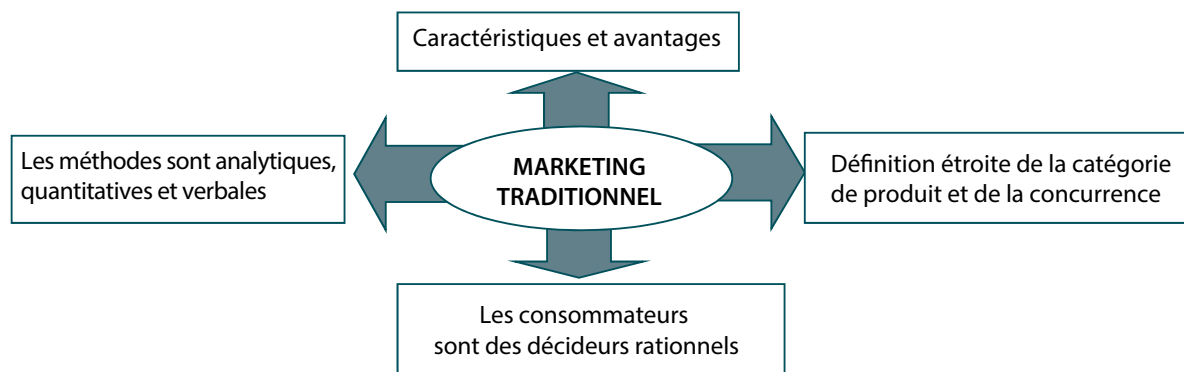 Caractéristiques et avantages
Les méthodes sont analytiques,
quantitatives et verbales
MARKETING
TRADITIONNEL
Définition étroite de la catégorie
de produit et de la concurrence
Les consommateurs
sont des décideurs rationnels